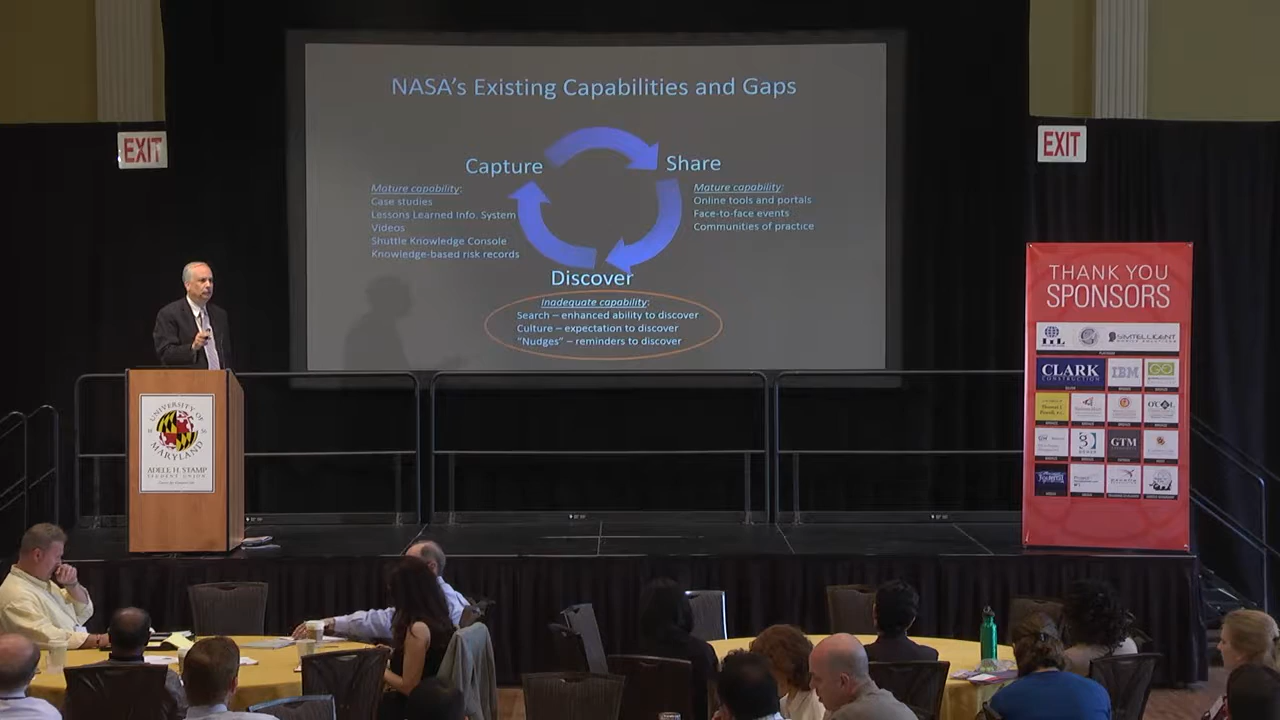 NASA's Existing Capabilities and Gaps
EXIT
EXIT
Capture
Share
Mature capability:
Case studies
Lessons Learned Info. System
Videos
Shuttle Knowledge Console
Knowledge-based risk records
Mature capability:
Online tools and portals
Face-to-face events
Communities of practice
Discover
Inadequate capability:
Search – enhanced ability to discover
Culture – expectation to discover
"Nudges" – reminders to discover
THANK YOU
SPONSORS
CLARK
CONSTRUCTION
IBM
GTM
UNIVERSITY OF
MARYLAND
ADELE H. STAMP
STUDENT UNION